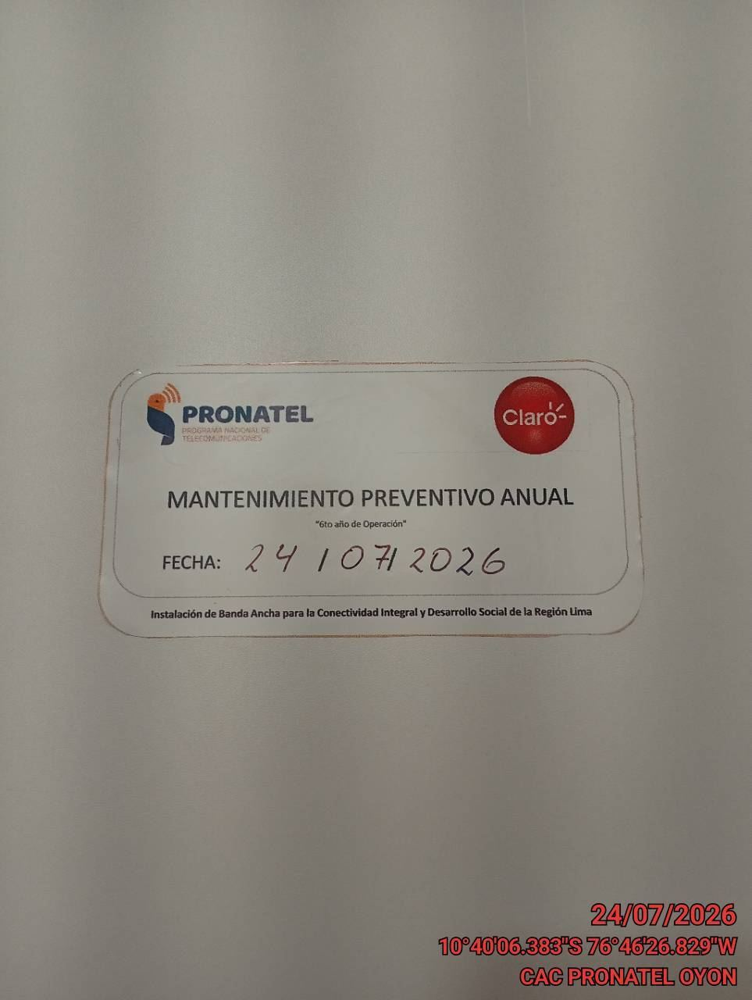 PRONATEL
PROGRAMA NACIONAL DE
TELECOMUNICACIONES
Claro
MANTENIMIENTO PREVENTIVO ANUAL
"6to año de Operación"
FECHA: 24/07/2026
Instalación de Banda Ancha para la Conectividad Integral y Desarrollo Social de la Región Lima
24/07/2026
10°40'06.383"S 76°46'26.829"W
CAC PRONATEL OYON